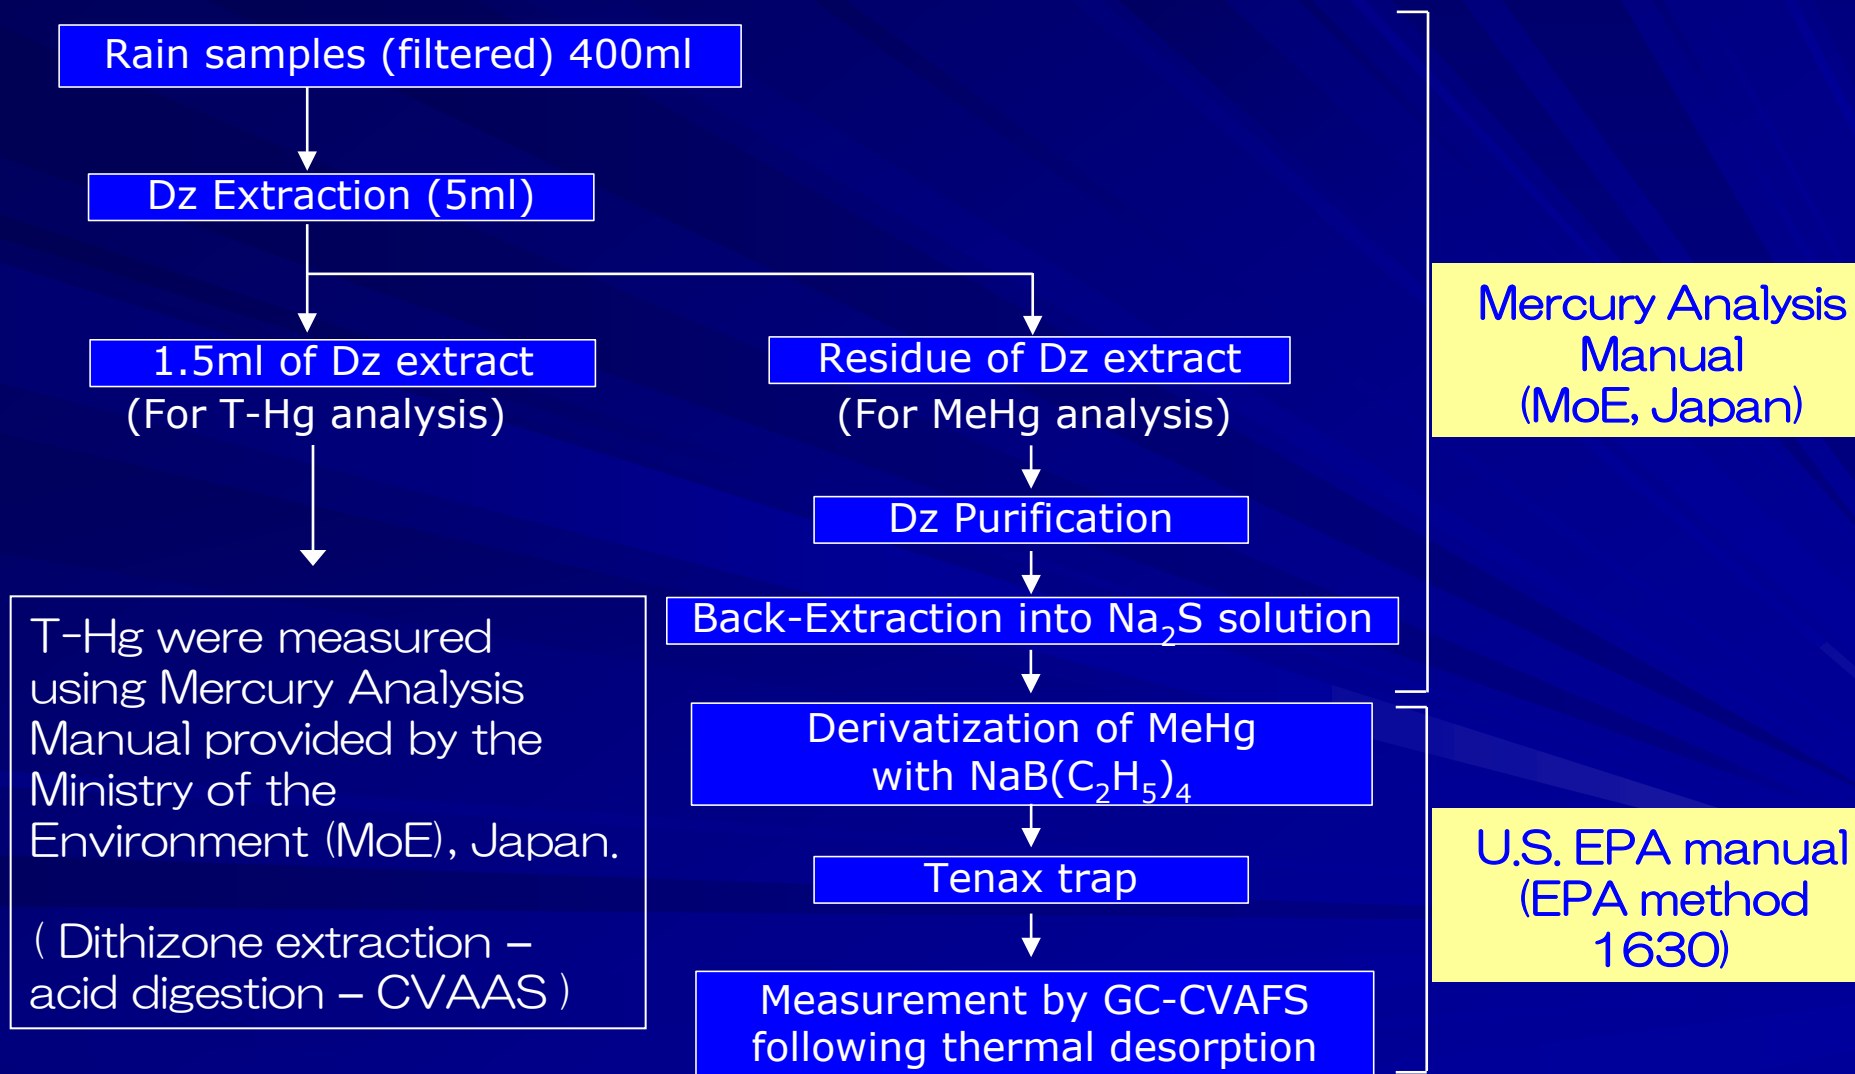 Rain samples (filtered) 400ml
Dz Extraction (5ml)
1.5ml of Dz extract
(For T-Hg analysis)
T-Hg were measured
using Mercury Analysis
Manual provided by the
Ministry of the
Environment (MoE), Japan.
( Dithizone extraction –
acid digestion – CVAAS )
Residue of Dz extract
(For MeHg analysis)
Dz Purification
Back-Extraction into Na₂S solution
Derivatization of MeHg
with NaB(C₂H₅)₄
Tenax trap
Measurement by GC-CVAFS
following thermal desorption
Mercury Analysis
Manual
(MoE, Japan)
U.S. EPA manual
(EPA method
1630)